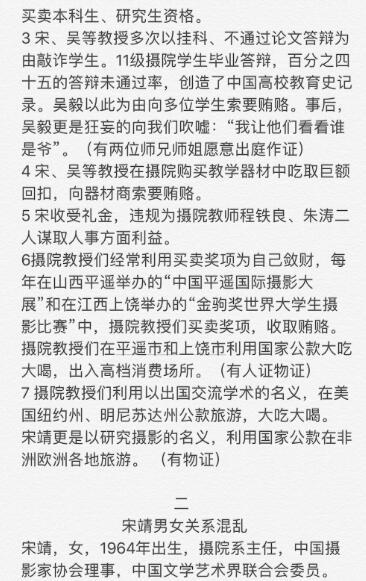 买卖本科生、研究生资格。
3 宋、吴等教授多次以挂科、不通过论文答辩为
由敲诈学生。11级摄院学生毕业答辩，百分之四
十五的答辩未通过率，创造了中国高校教育史记
录。吴毅以此为由向多位学生索要贿赂。事后，
吴毅更是狂妄的向我们吹嘘：“我让他们看看谁
是爷”。（有两位师兄师姐愿意出庭作证）
4 宋、吴等教授在摄院购买教学器材中吃取巨额
回扣，向器材商索要贿赂。
5 宋收受礼金，违规为摄院教师程铁良、朱涛二
人谋取人事方面利益。
6摄院教授们经常利用买卖奖项为自己敛财，每
年在山西平遥举办的“中国平遥国际摄影大
展”和在江西上饶举办的“金驹奖世界大学生摄
影比赛”中，摄院教授们买卖奖项，收取贿赂。
摄院教授们在平遥市和上饶市利用国家公款大吃
大喝，出入高档消费场所。（有人证物证）
7 摄院教授们利用以出国交流学术的名义，在美
国纽约州、明尼苏达州公款旅游，大吃大喝。
宋靖更是以研究摄影的名义，利用国家公款在非
洲欧洲各地旅游。 （有物证）
二
宋靖男女关系混乱
宋靖，女，1964年出生，摄院系主任，中国摄
影家协会理事，中国文学艺术界联合会委员。